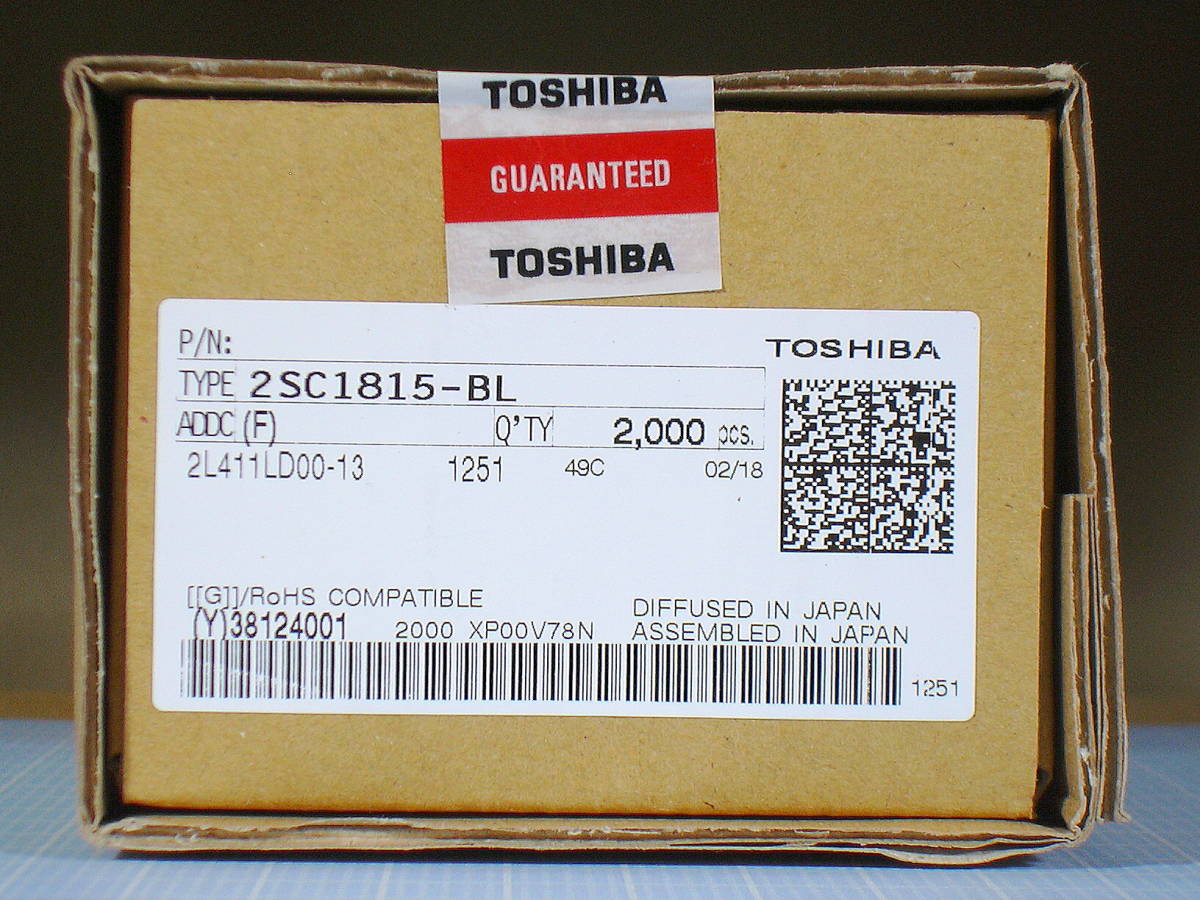 TOSHIBA
GUARANTEED
TOSHIBA
P/N:
TOSHIBA
TYPE 2SC1815-BL
ADDC (F) Q'TY 2,000 pcs.
2L411LD00-13 1251 49C 02/18
[[G]]/RoHS COMPATIBLE
DIFFUSED IN JAPAN
(Y)38124001 2000 XP00V78N ASSEMBLED IN JAPAN
1251